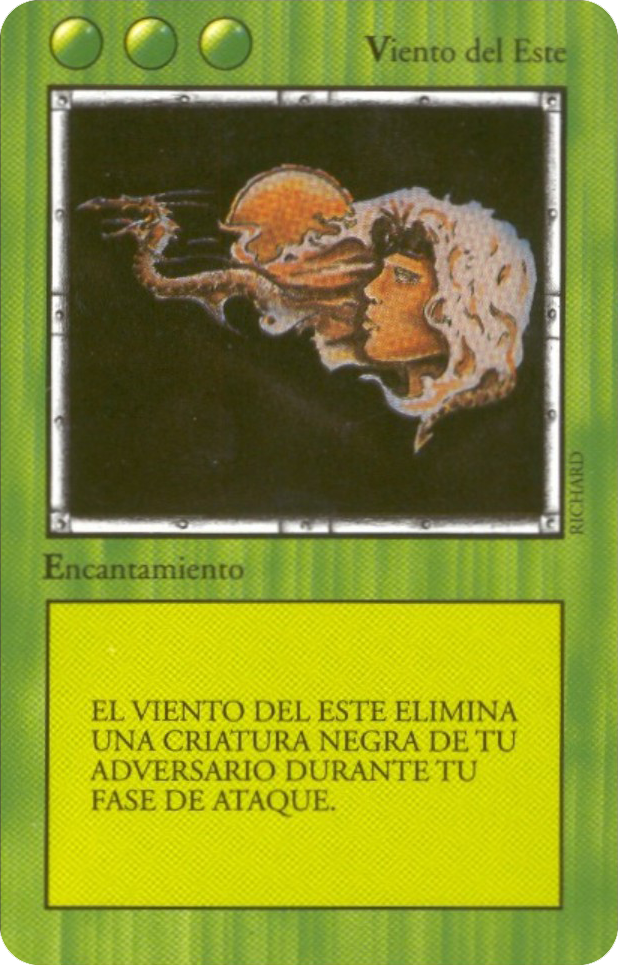 Viento del Este
RICHARD
Encantamiento
EL VIENTO DEL ESTE ELIMINA
UNA CRIATURA NEGRA DE TU
ADVERSARIO DURANTE TU
FASE DE ATAQUE.